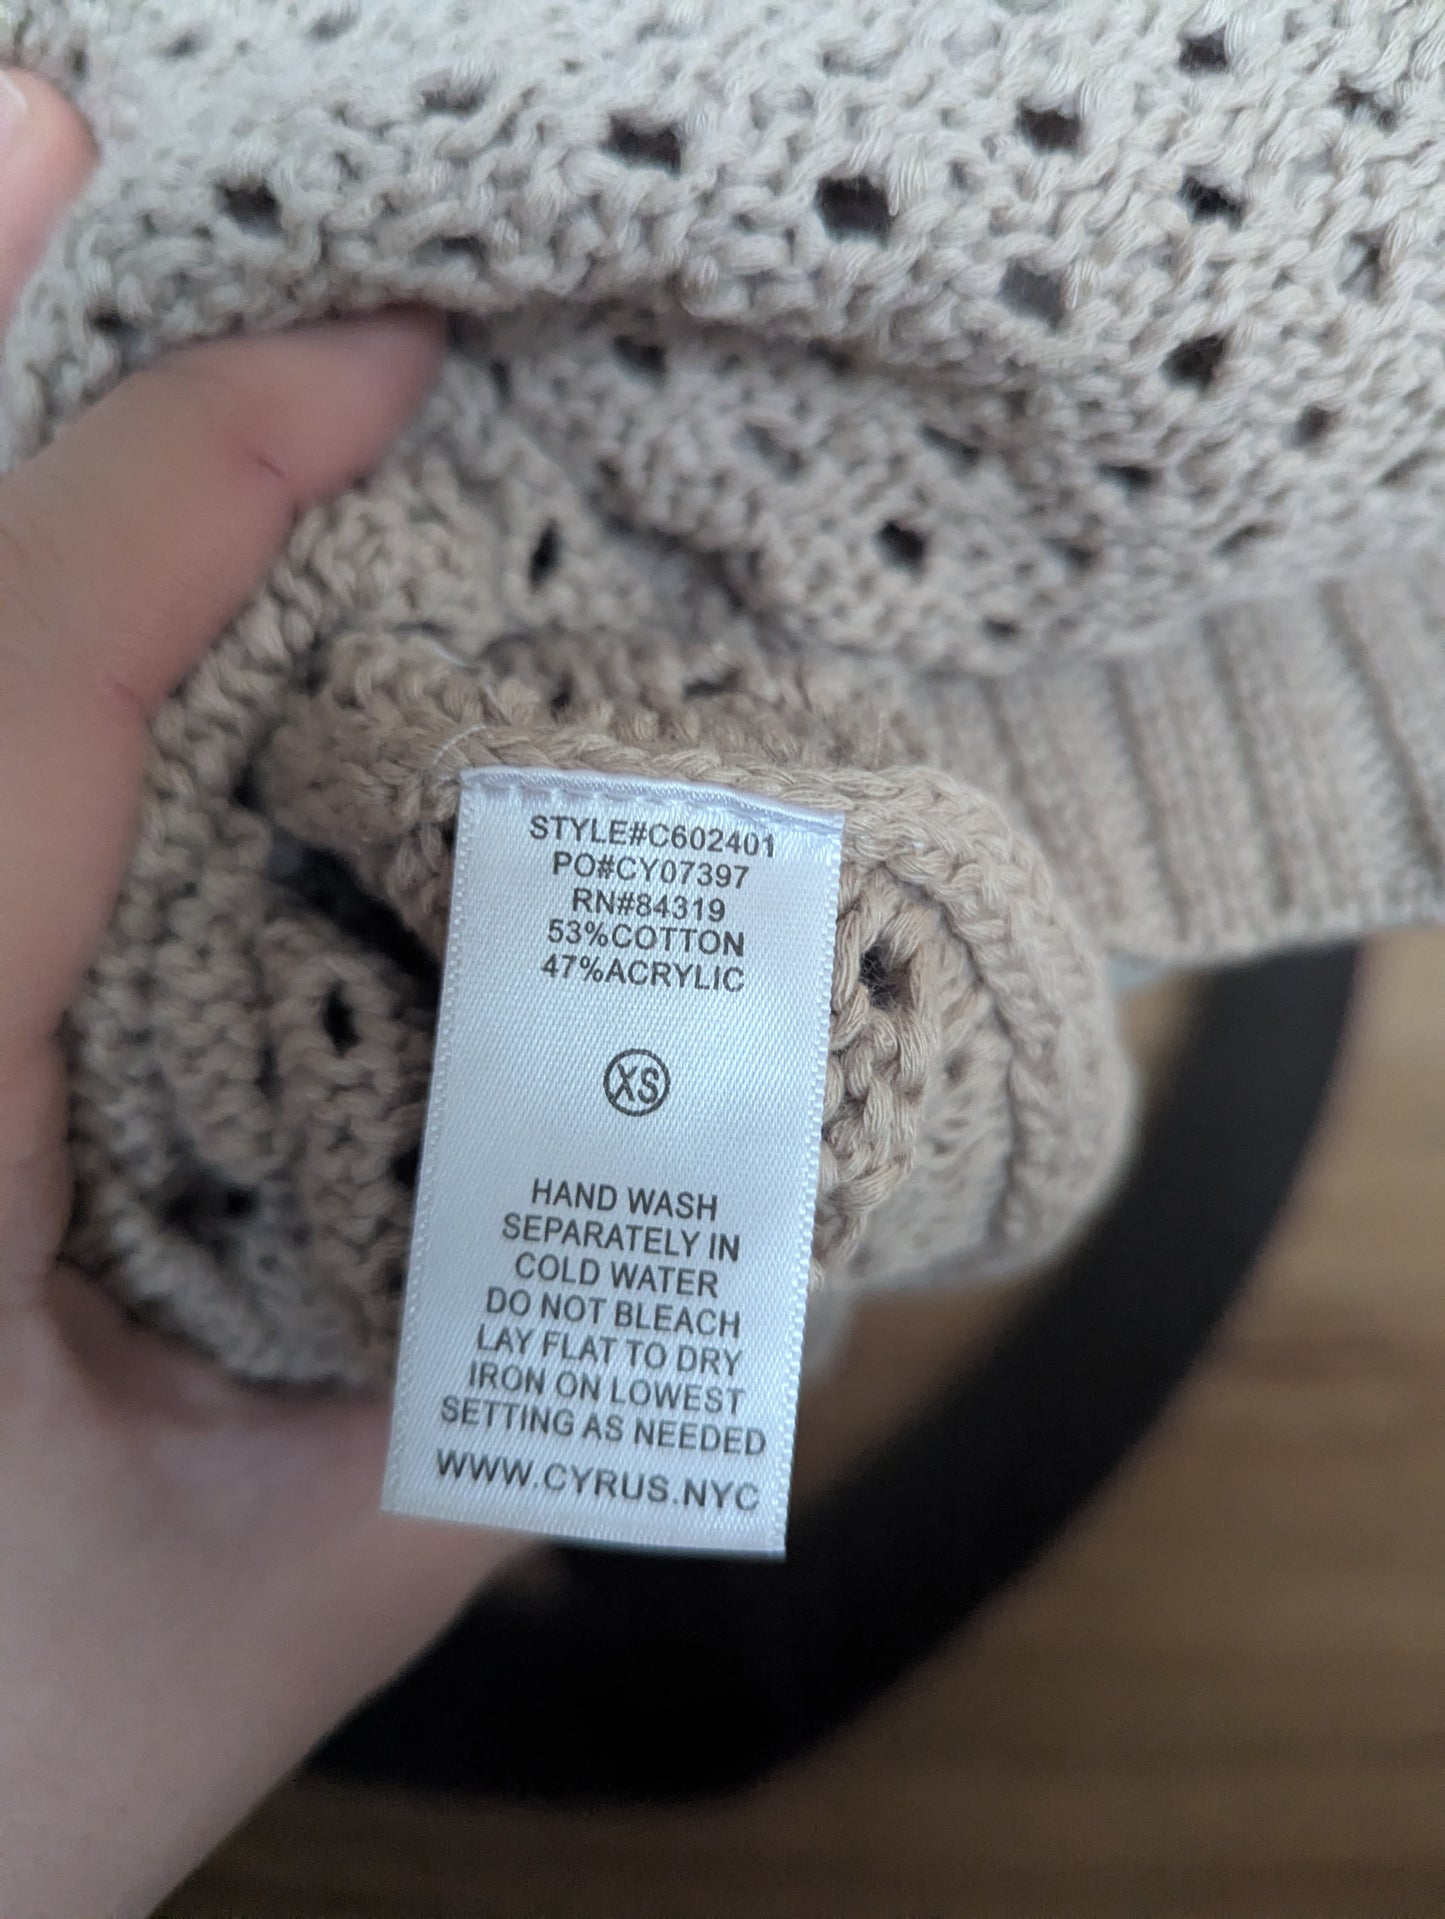 STYLE#C602401
PO#CY07397
RN#84319
53%COTTON
47%ACRYLIC
XS
HAND WASH
SEPARATELY IN
COLD WATER
DO NOT BLEACH
LAY FLAT TO DRY
IRON ON LOWEST
SETTING AS NEEDED
WWW.CYRUS.NYC